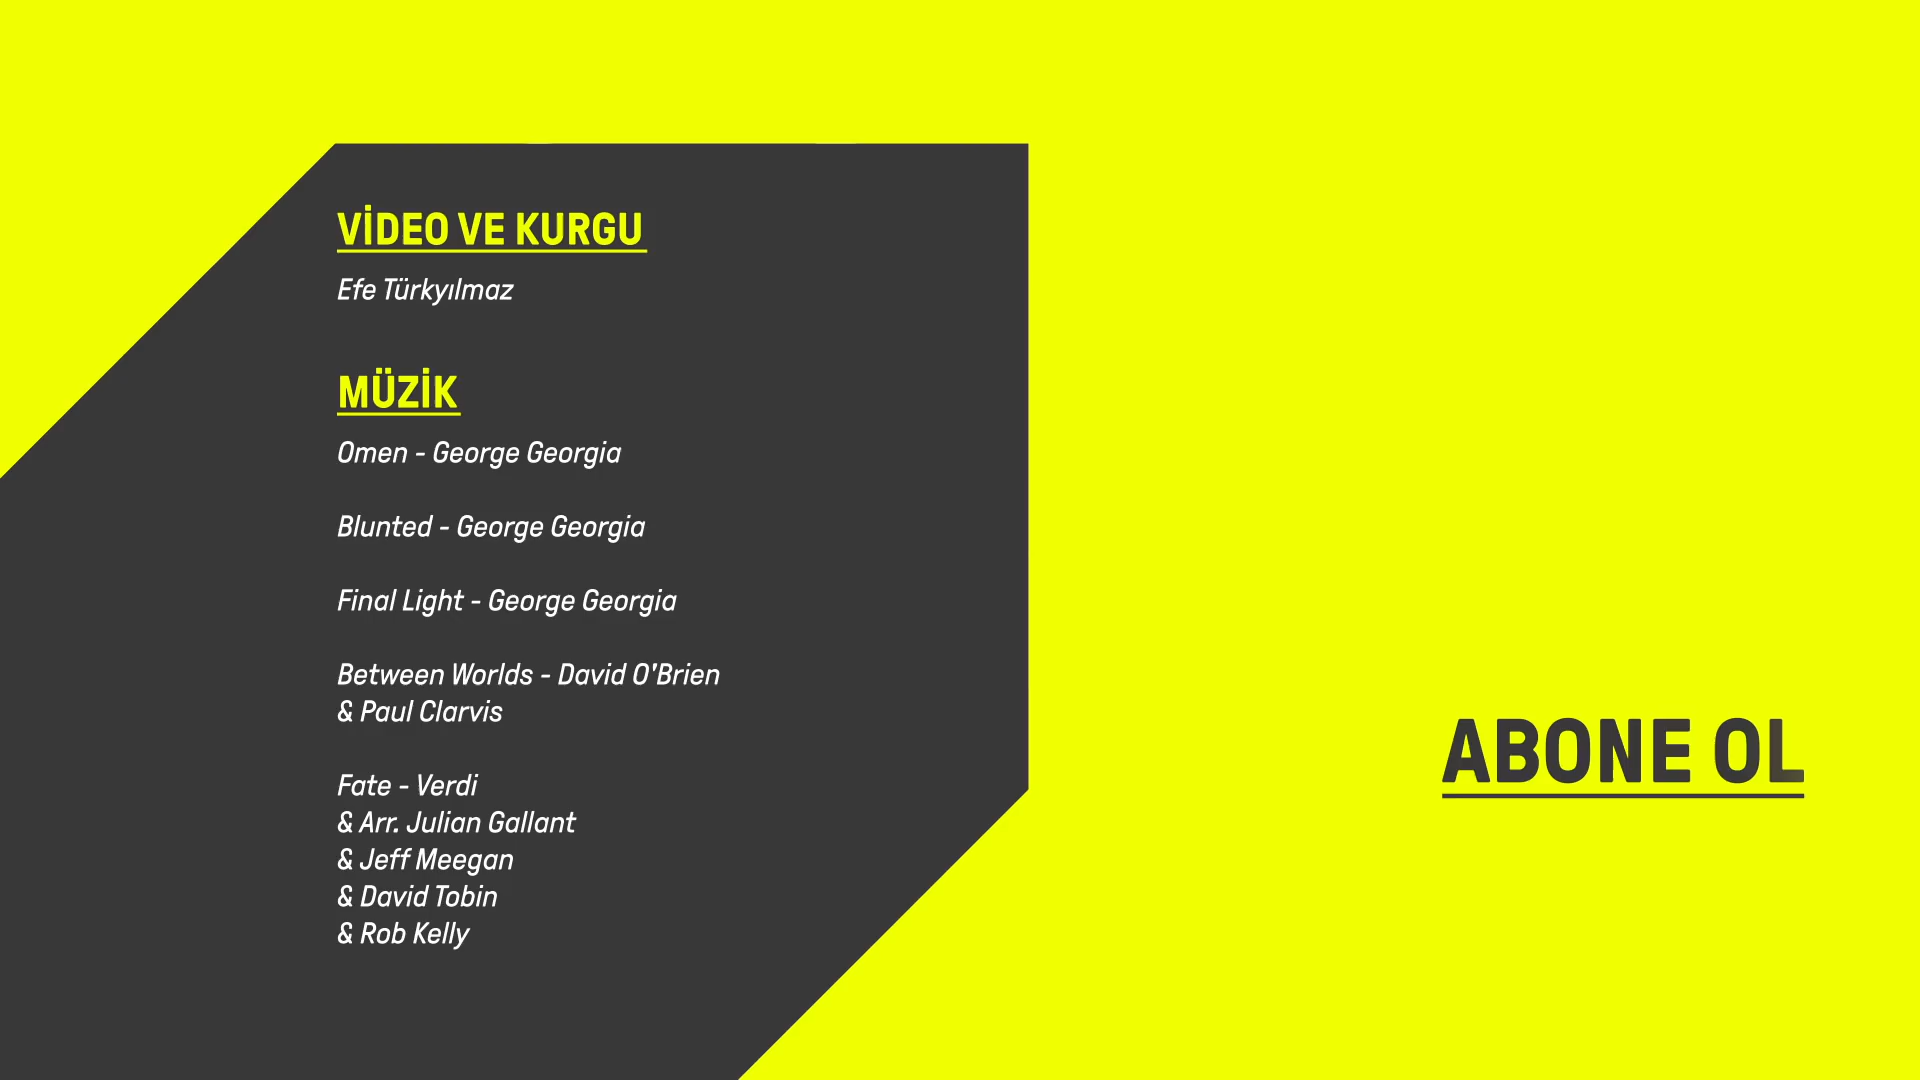 VİDEO VE KURGU
Efe Türkyılmaz
MÜZİK
Omen - George Georgia
Blunted - George Georgia
Final Light - George Georgia
Between Worlds - David O'Brien
& Paul Clarvis
Fate - Verdi
& Arr. Julian Gallant
& Jeff Meegan
& David Tobin
& Rob Kelly
ABONE OL